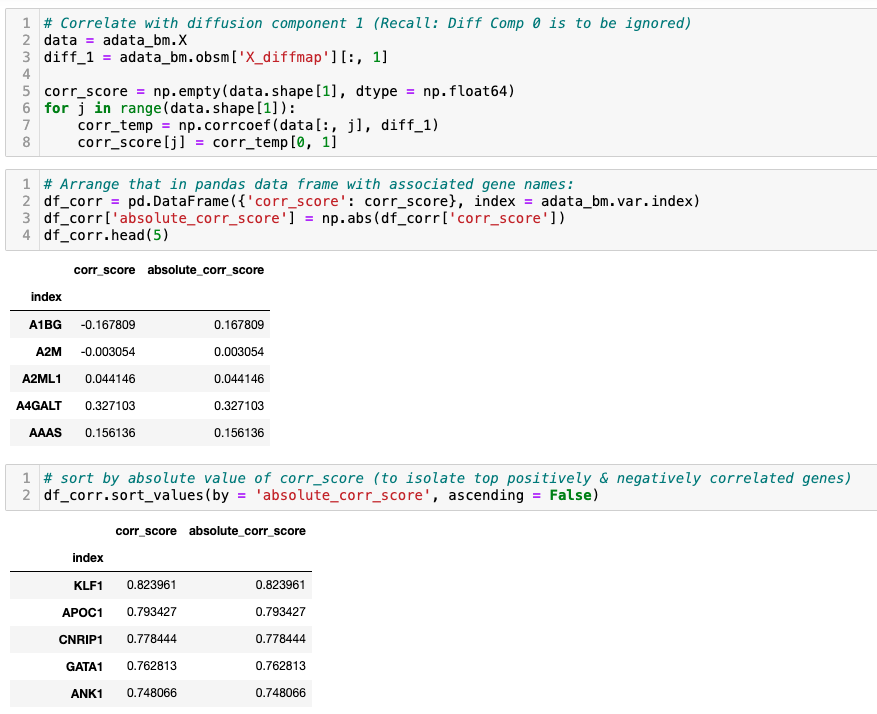 1 # Correlate with diffusion component 1 (Recall: Diff Comp 0 is to be ignored)
2 data = adata_bm.X
3 diff_1 = adata_bm.obsm['X_diffmap'][:, 1]
4
5 corr_score = np.empty(data.shape[1], dtype = np.float64)
6 for j in range(data.shape[1]):
7     corr_temp = np.corrcoef(data[:, j], diff_1)
8     corr_score[j] = corr_temp[0, 1]
1 # Arrange that in pandas data frame with associated gene names:
2 df_corr = pd.DataFrame({'corr_score': corr_score}, index = adata_bm.var.index)
3 df_corr['absolute_corr_score'] = np.abs(df_corr['corr_score'])
4 df_corr.head(5)
corr_score absolute_corr_score
index
A1BG -0.167809 0.167809
A2M -0.003054 0.003054
A2ML1 0.044146 0.044146
A4GALT 0.327103 0.327103
AAAS 0.156136 0.156136
1 # sort by absolute value of corr_score (to isolate top positively & negatively correlated genes)
2 df_corr.sort_values(by = 'absolute_corr_score', ascending = False)
corr_score absolute_corr_score
index
KLF1 0.823961 0.823961
APOC1 0.793427 0.793427
CNRIP1 0.778444 0.778444
GATA1 0.762813 0.762813
ANK1 0.748066 0.748066